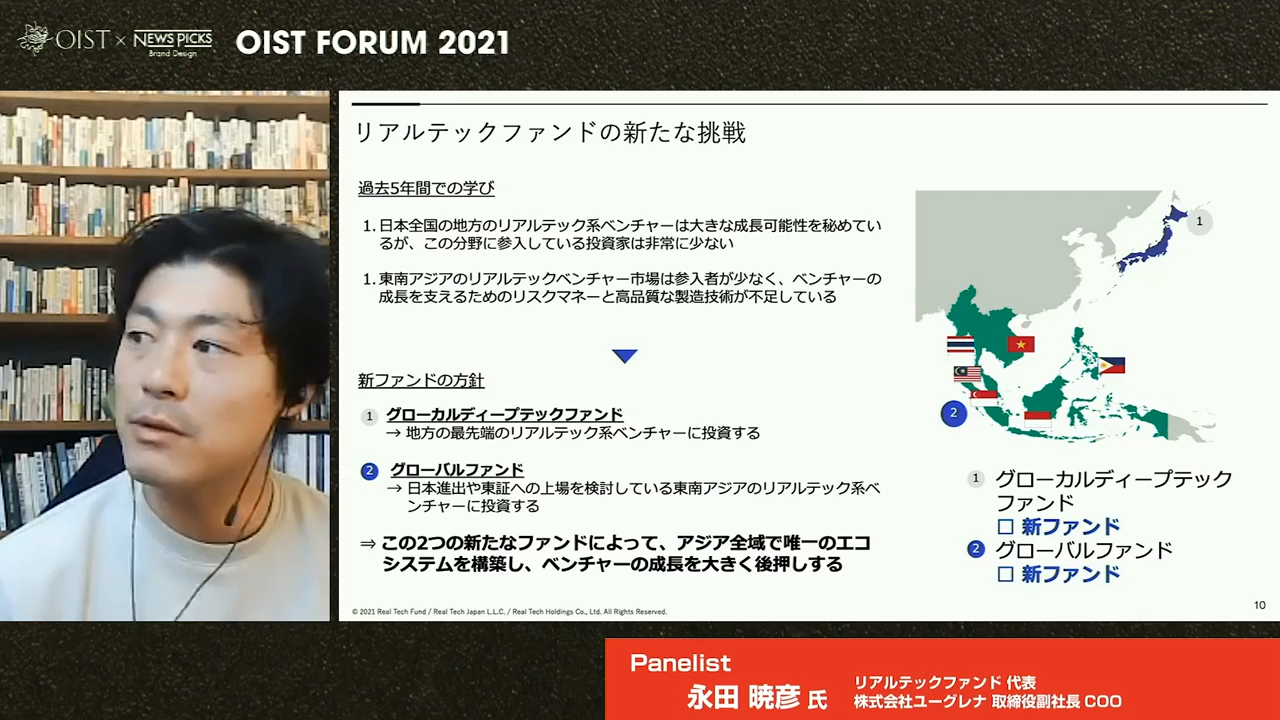 OIST × NEWSPICKS
Brand Design
OIST FORUM 2021
リアルテックファンドの新たな挑戦
過去5年間での学び
1. 日本全国の地方のリアルテック系ベンチャーは大きな成長可能性を秘めてい
るが、この分野に参入している投資家は非常に少ない
1. 東南アジアのリアルテックベンチャー市場は参入者が少なく、ベンチャーの
成長を支えるためのリスクマネーと高品質な製造技術が不足している
新ファンドの方針
1 グローカルディープテックファンド
→ 地方の最先端のリアルテック系ベンチャーに投資する
2 グローバルファンド
→ 日本進出や東証への上場を検討している東南アジアのリアルテック系ベ
ンチャーに投資する
⇒ この2つの新たなファンドによって、アジア全域で唯一のエコ
システムを構築し、ベンチャーの成長を大きく後押しする
1
2
1 グローカルディープテック
ファンド
□ 新ファンド
2 グローバルファンド
□ 新ファンド
© 2021 Real Tech Fund / Real Tech Japan L.L.C. / Real Tech Holdings Co., Ltd. All Rights Reserved.
10
Panelist
永田 暁彦 氏
リアルテックファンド 代表
株式会社ユーグレナ 取締役副社長 COO